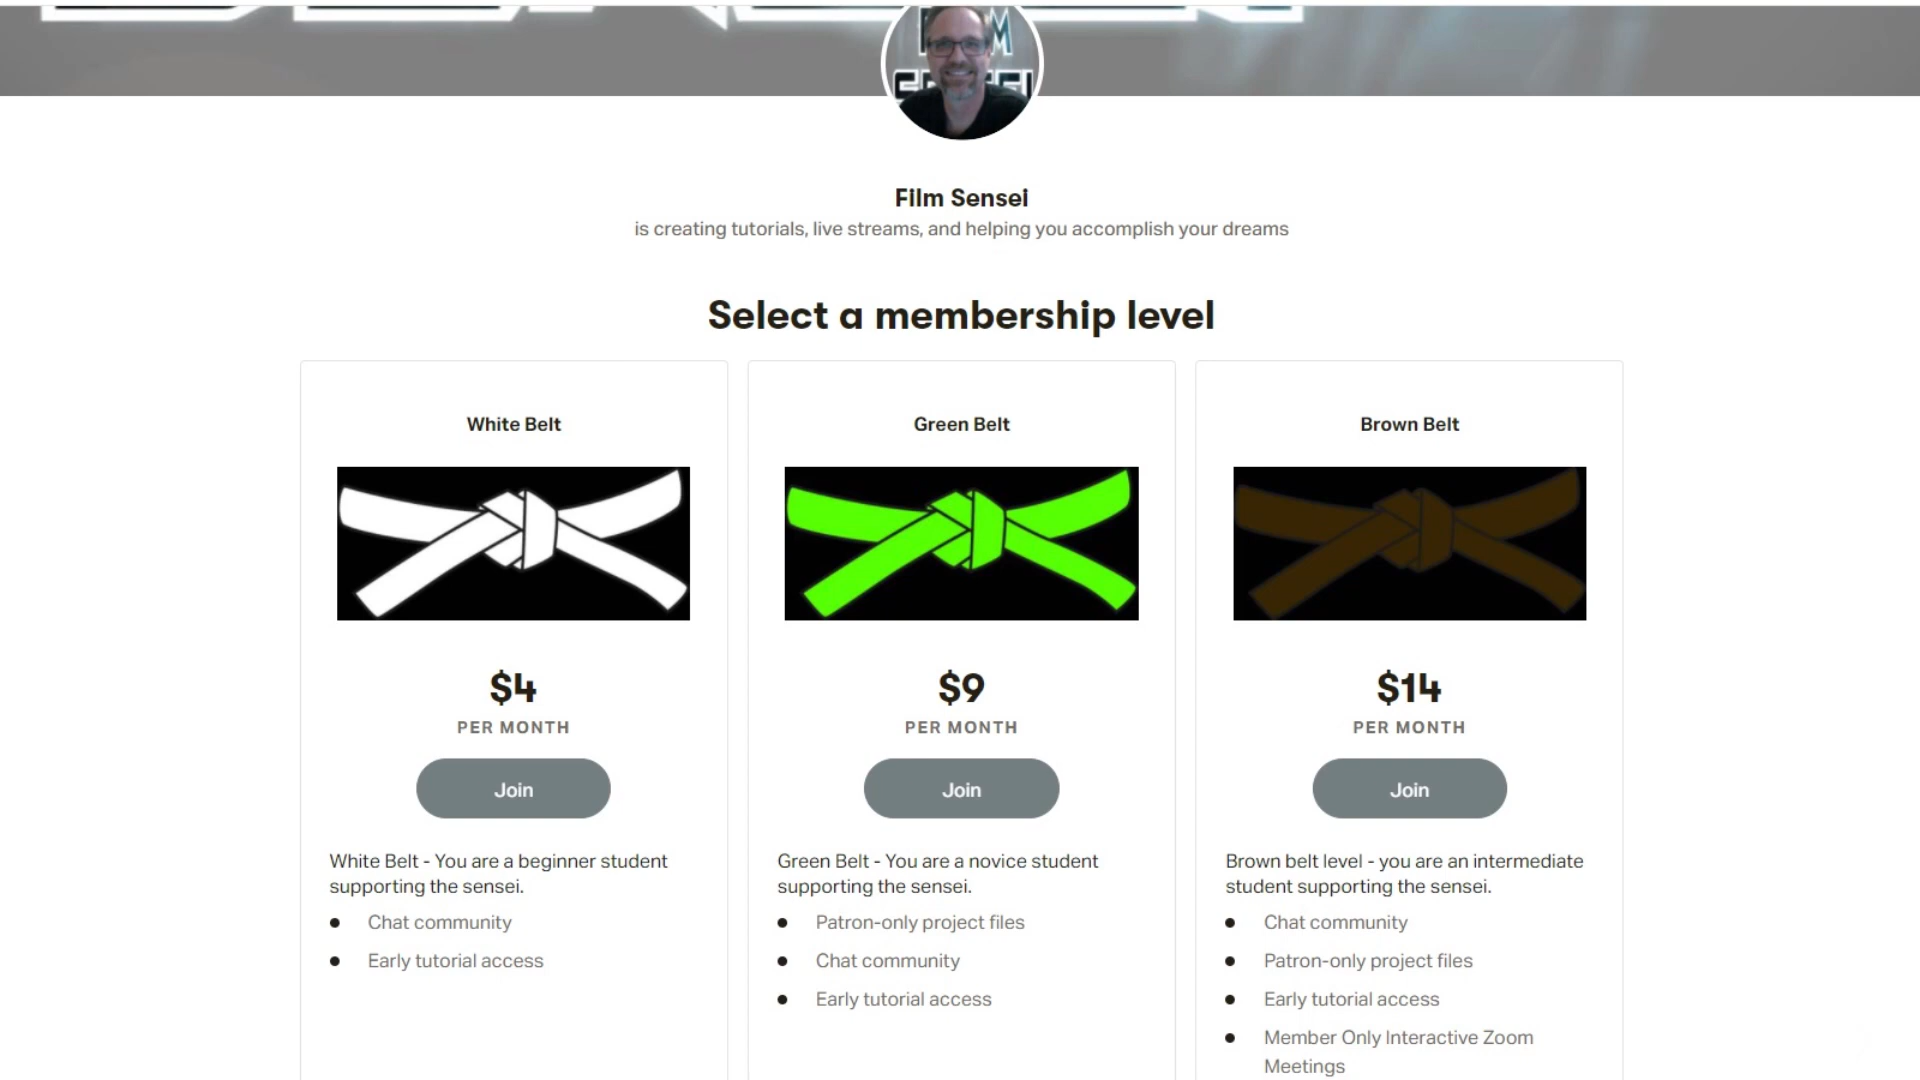 Film Sensei
is creating tutorials, live streams, and helping you accomplish your dreams
Select a membership level
White Belt
$4
PER MONTH
Join
White Belt - You are a beginner student
supporting the sensei.
Chat community
Early tutorial access
Green Belt
$9
PER MONTH
Join
Green Belt - You are a novice student
supporting the sensei.
Patron-only project files
Chat community
Early tutorial access
Brown Belt
$14
PER MONTH
Join
Brown belt level - you are an intermediate
student supporting the sensei.
Chat community
Patron-only project files
Early tutorial access
Member Only Interactive Zoom
Meetings